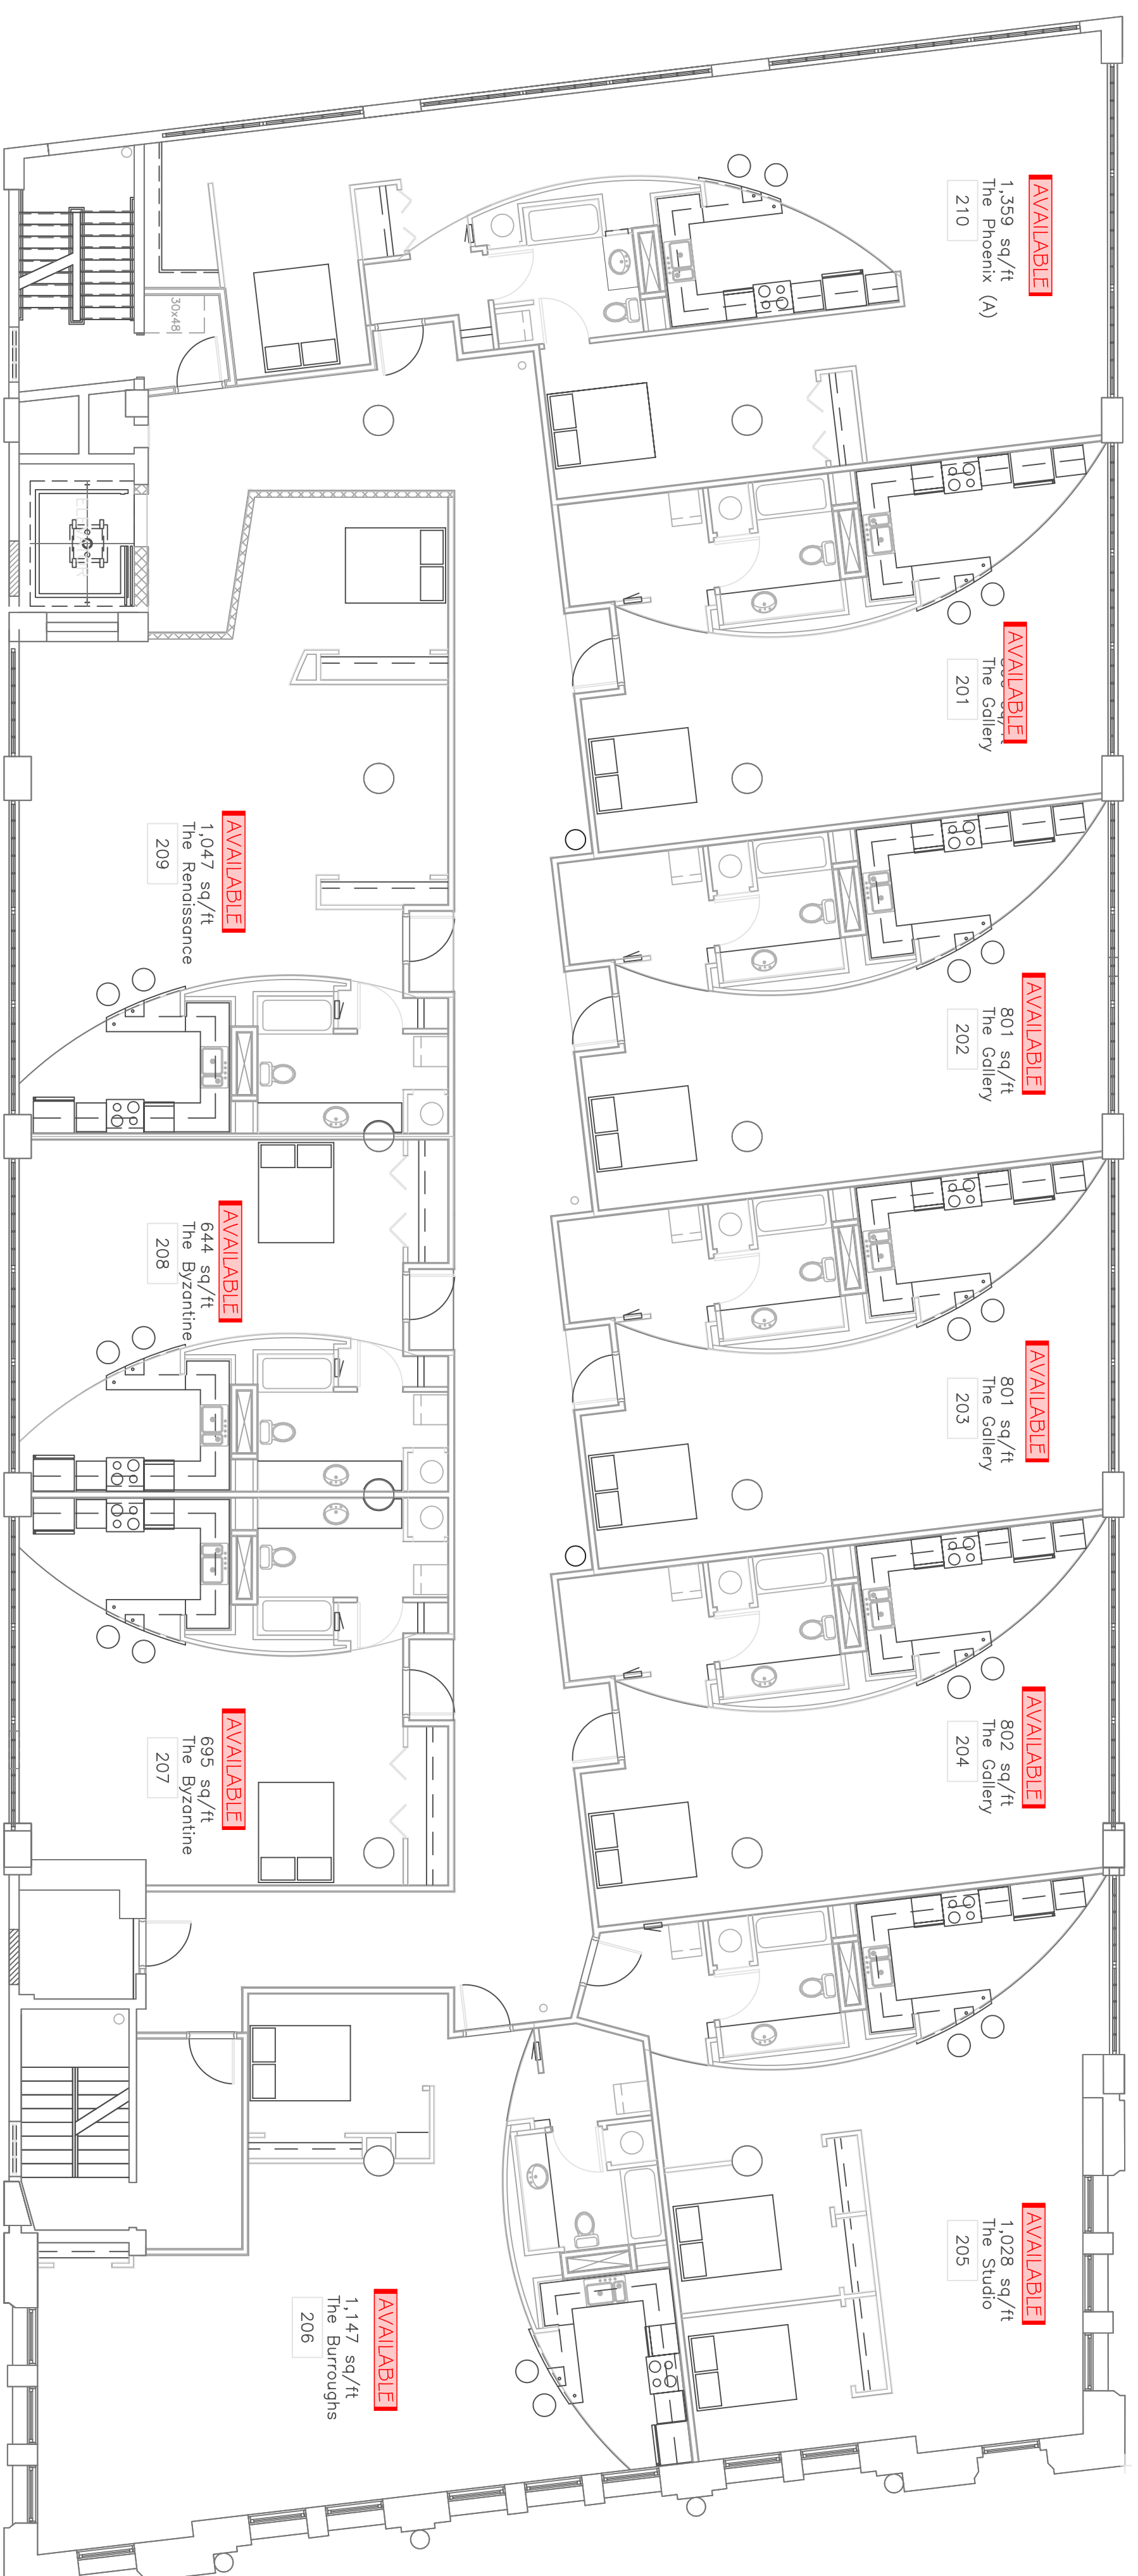 AVAILABLE
1,359 sq/ft
The Phoenix (A)
210
AVAILABLE
sq/ft
The Gallery
201
AVAILABLE
801 sq/ft
The Gallery
202
AVAILABLE
801 sq/ft
The Gallery
203
AVAILABLE
802 sq/ft
The Gallery
204
AVAILABLE
1,028 sq/ft
The Studio
205
30x48
AVAILABLE
1,047 sq/ft
The Renaissance
209
AVAILABLE
644 sq/ft
The Byzantine
208
AVAILABLE
695 sq/ft
The Byzantine
207
AVAILABLE
1,147 sq/ft
The Burroughs
206